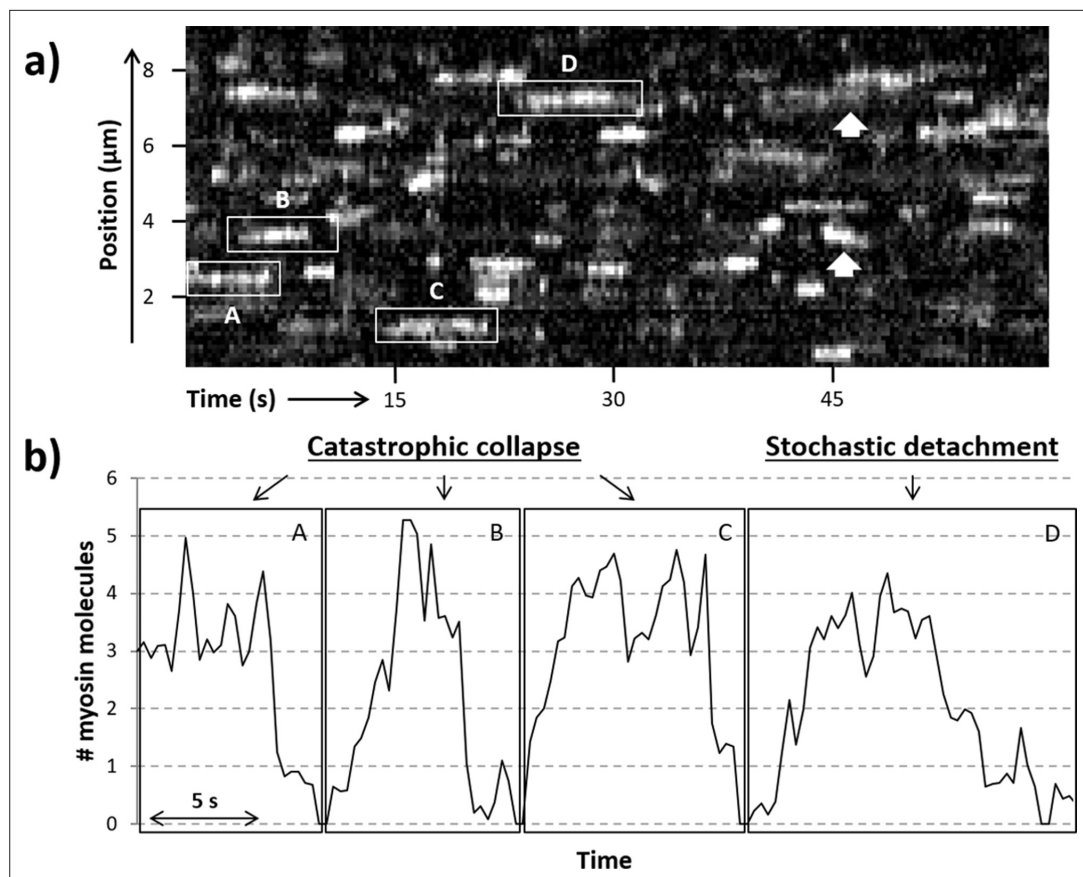 a)
Position (µm)
8
6
4
2
D
B
C
A
Time (s)
15
30
45
b)
Catastrophic collapse
Stochastic detachment
# myosin molecules
6
5
4
3
2
1
0
A
B
C
D
5 s
Time